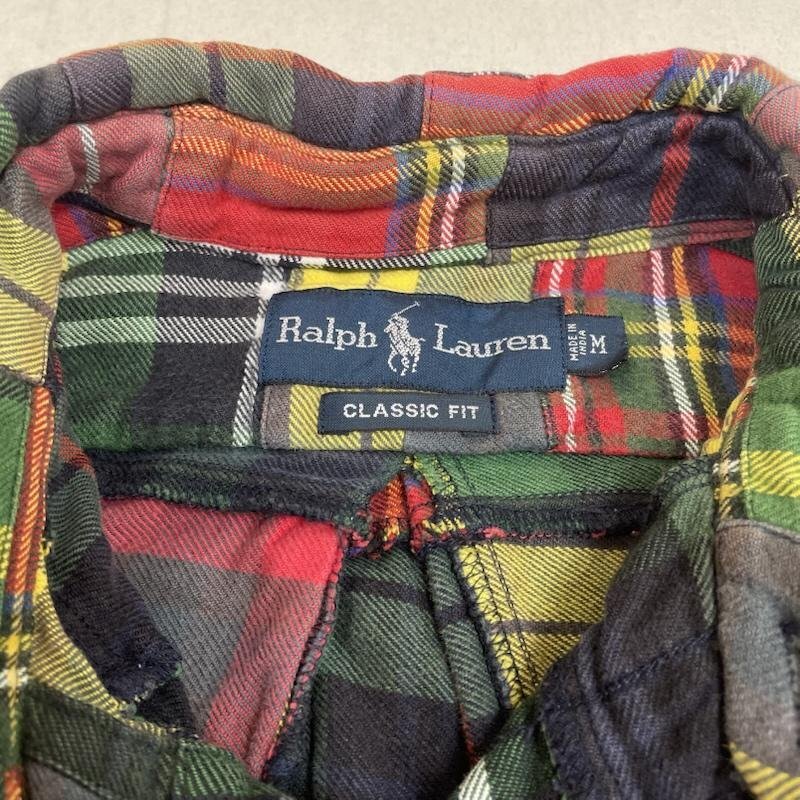 Ralph Lauren
MADE IN
INDIA
M
CLASSIC FIT